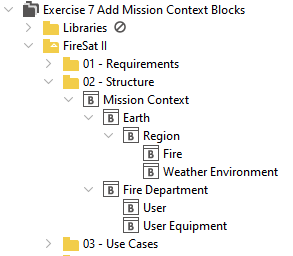 Exercise 7 Add Mission Context Blocks
Libraries
FireSat II
01 - Requirements
02 - Structure
B Mission Context
B Earth
B Region
B Fire
B Weather Environment
B Fire Department
B User
B User Equipment
03 - Use Cases